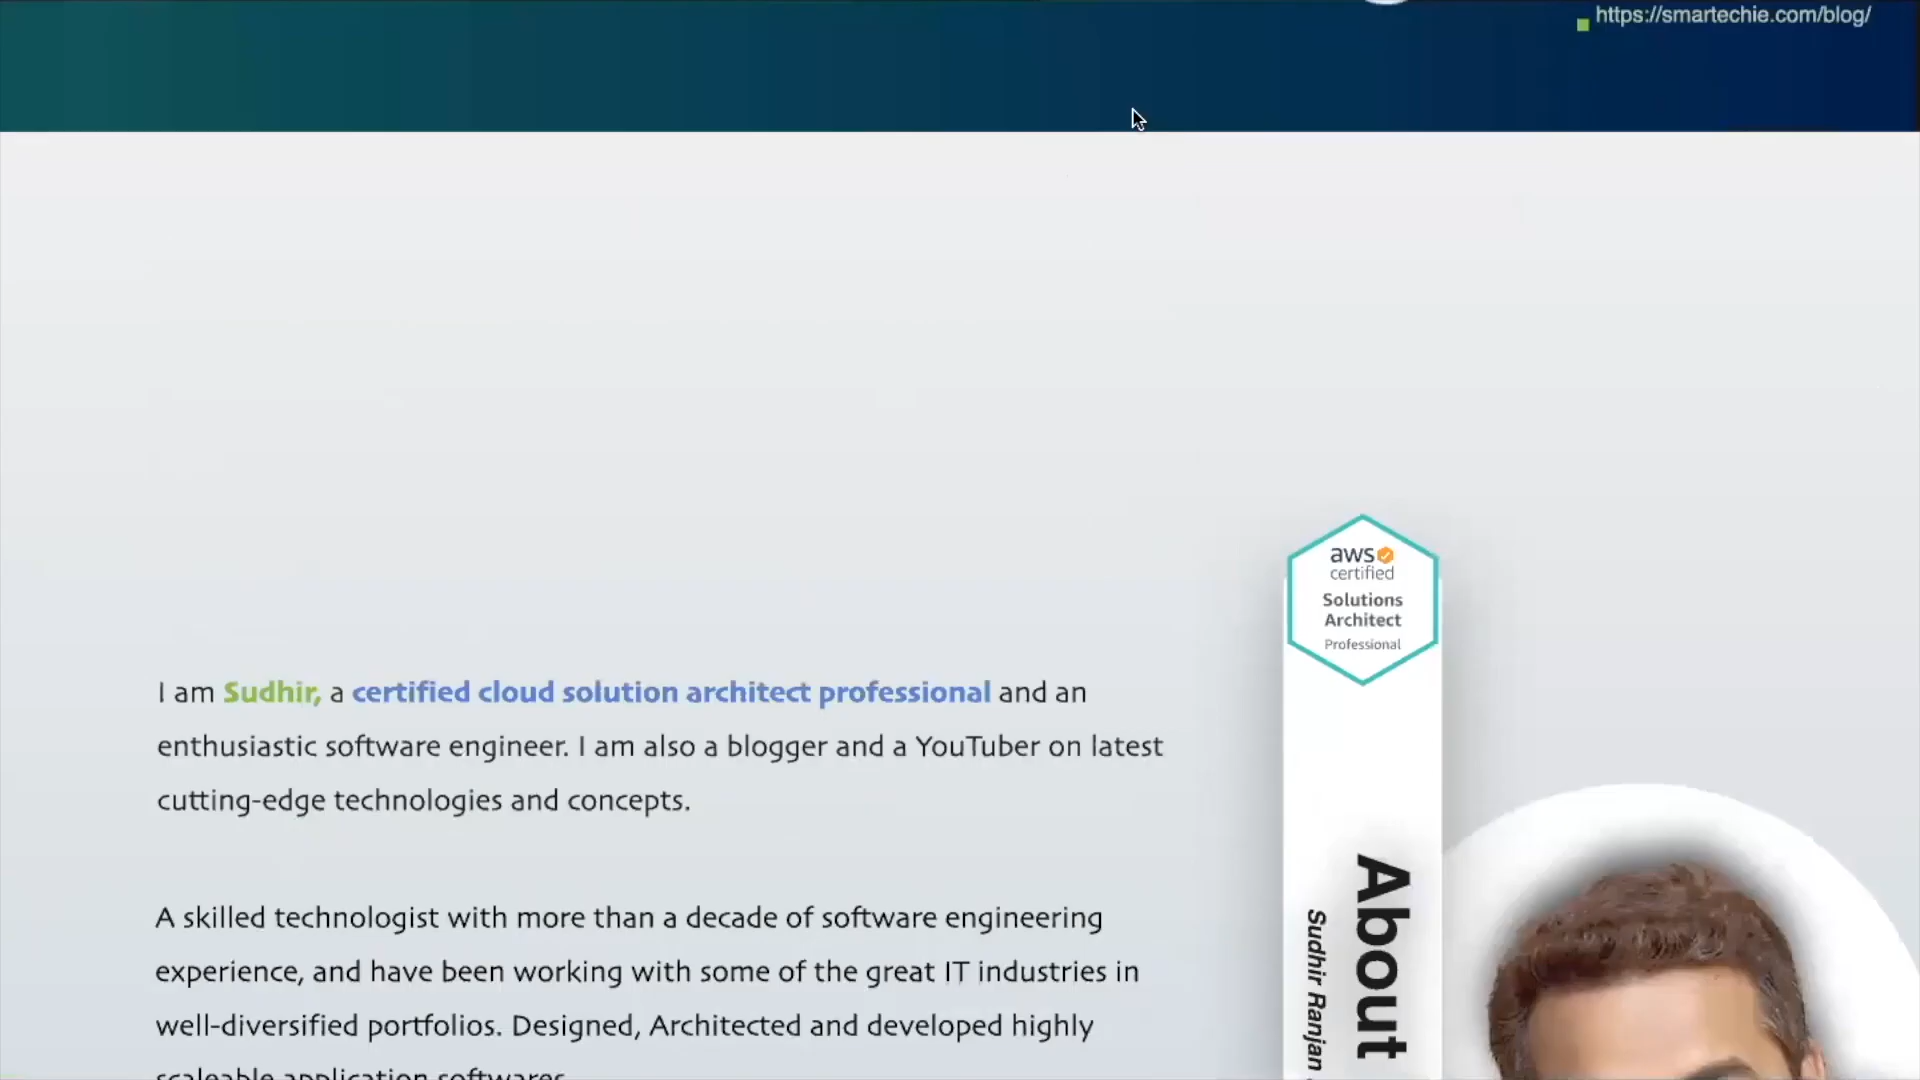 https://smartechie.com/blog/
I am Sudhir, a certified cloud solution architect professional and an
enthusiastic software engineer. I am also a blogger and a YouTuber on latest
cutting-edge technologies and concepts.
A skilled technologist with more than a decade of software engineering
experience, and have been working with some of the great IT industries in
well-diversified portfolios. Designed, Architected and developed highly
scaleable application softwares
aws
certified
Solutions
Architect
Professional
About
Sudhir Ranjan